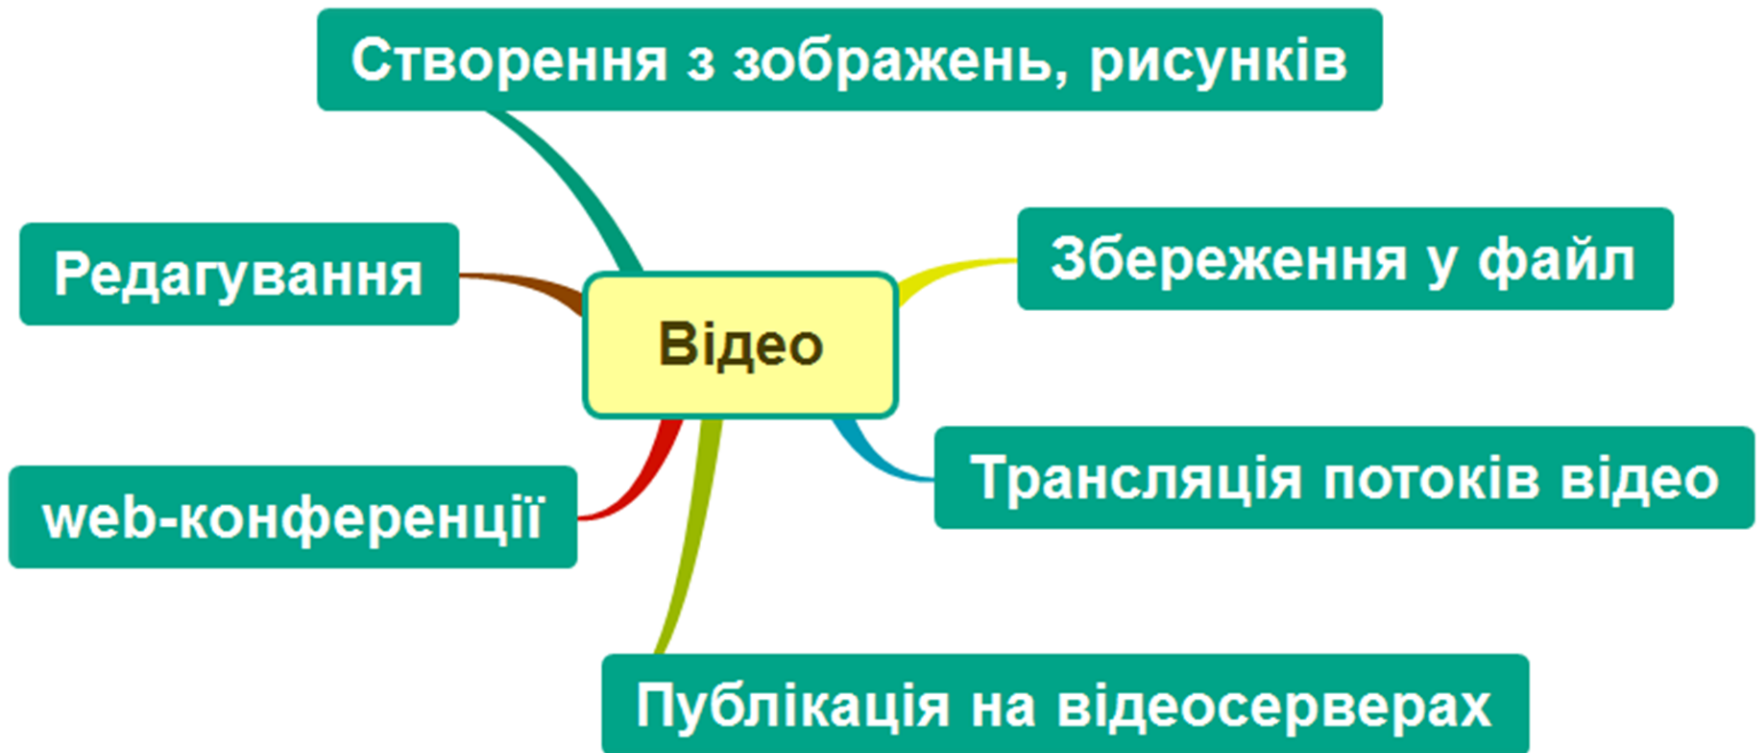 Створення з зображень, рисунків
Збереження у файл
Редагування
Відео
Трансляція потоків відео
web-конференції
Публікація на відеосерверах